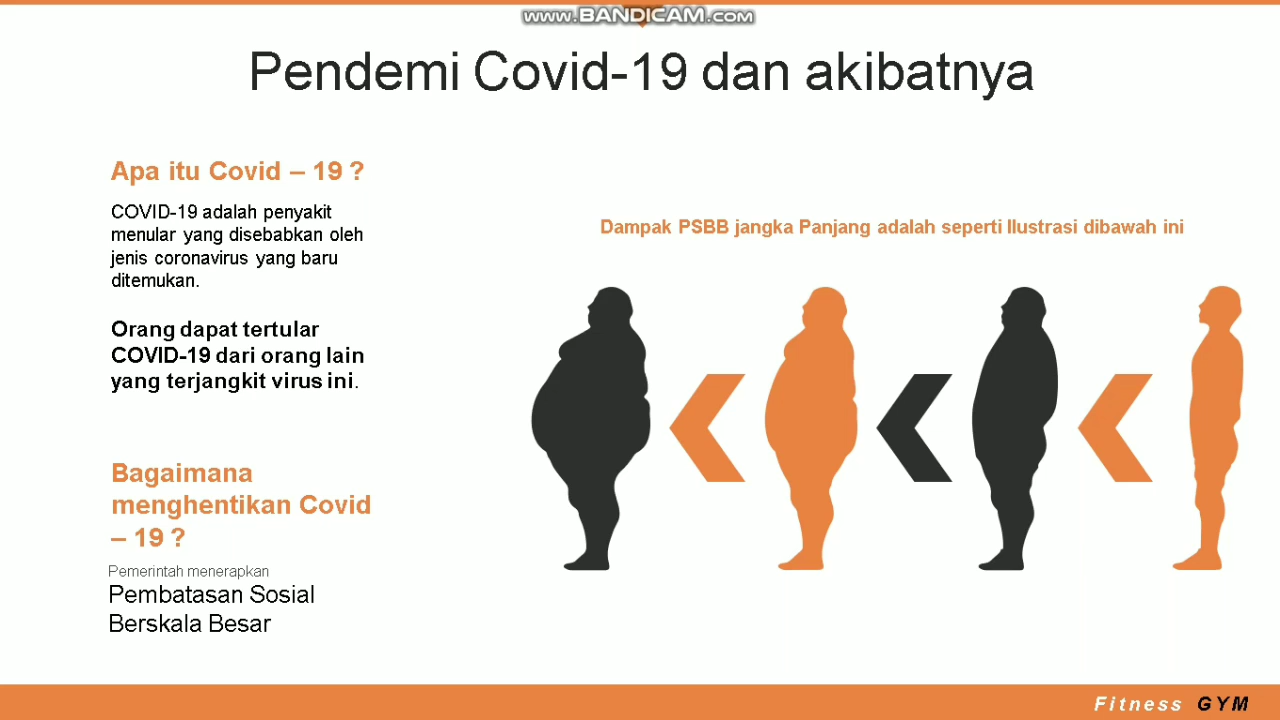 www.BANDICAM.com
Pendemi Covid-19 dan akibatnya
Apa itu Covid – 19 ?
COVID-19 adalah penyakit
menular yang disebabkan oleh
jenis coronavirus yang baru
ditemukan.
Orang dapat tertular
COVID-19 dari orang lain
yang terjangkit virus ini.
Bagaimana
menghentikan Covid
– 19 ?
Pemerintah menerapkan
Pembatasan Sosial
Berskala Besar
Dampak PSBB jangka Panjang adalah seperti Ilustrasi dibawah ini
Fitness GYM